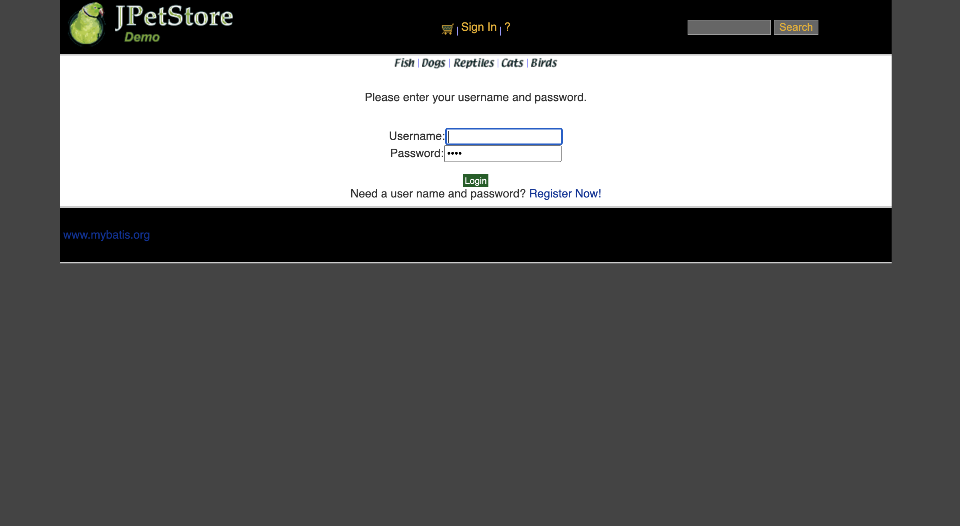 JPetStore
Demo
| Sign In | ?
Search
Fish | Dogs | Reptiles | Cats | Birds
Please enter your username and password.
Username:
Password: ••••
Login
Need a user name and password? Register Now!
www.mybatis.org